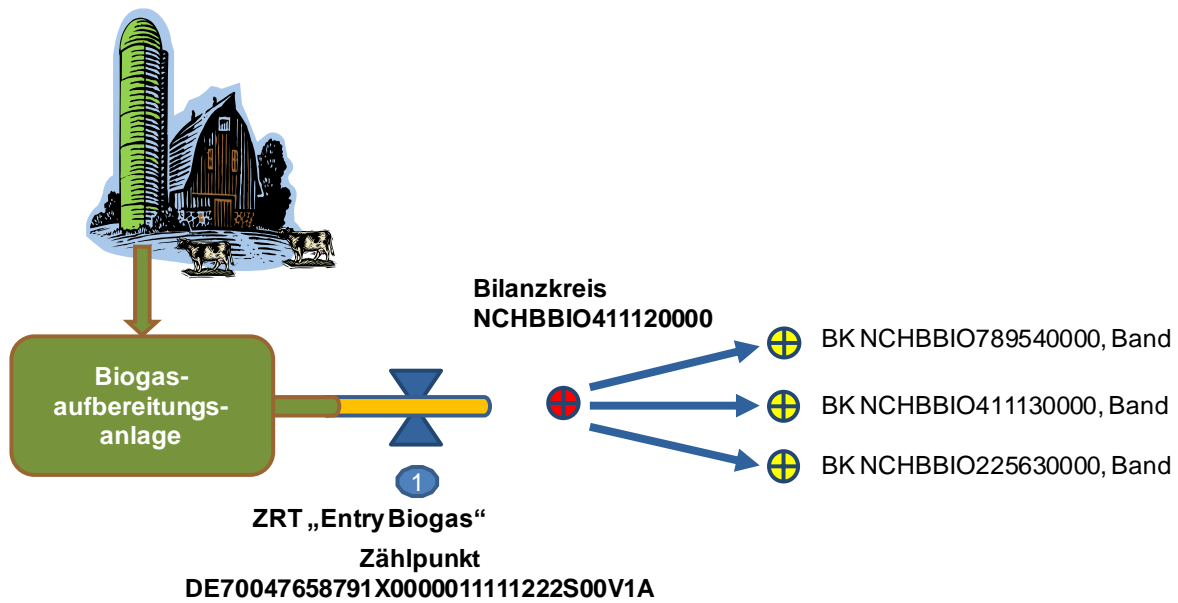 Bilanzkreis
NCHBBIO411120000
BK NCHBBIO789540000, Band
Biogas-
aufbereitungs-
anlage
BK NCHBBIO411130000, Band
BK NCHBBIO225630000, Band
1
ZRT „Entry Biogas“
Zählpunkt
DE70047658791X0000011111222S00V1A